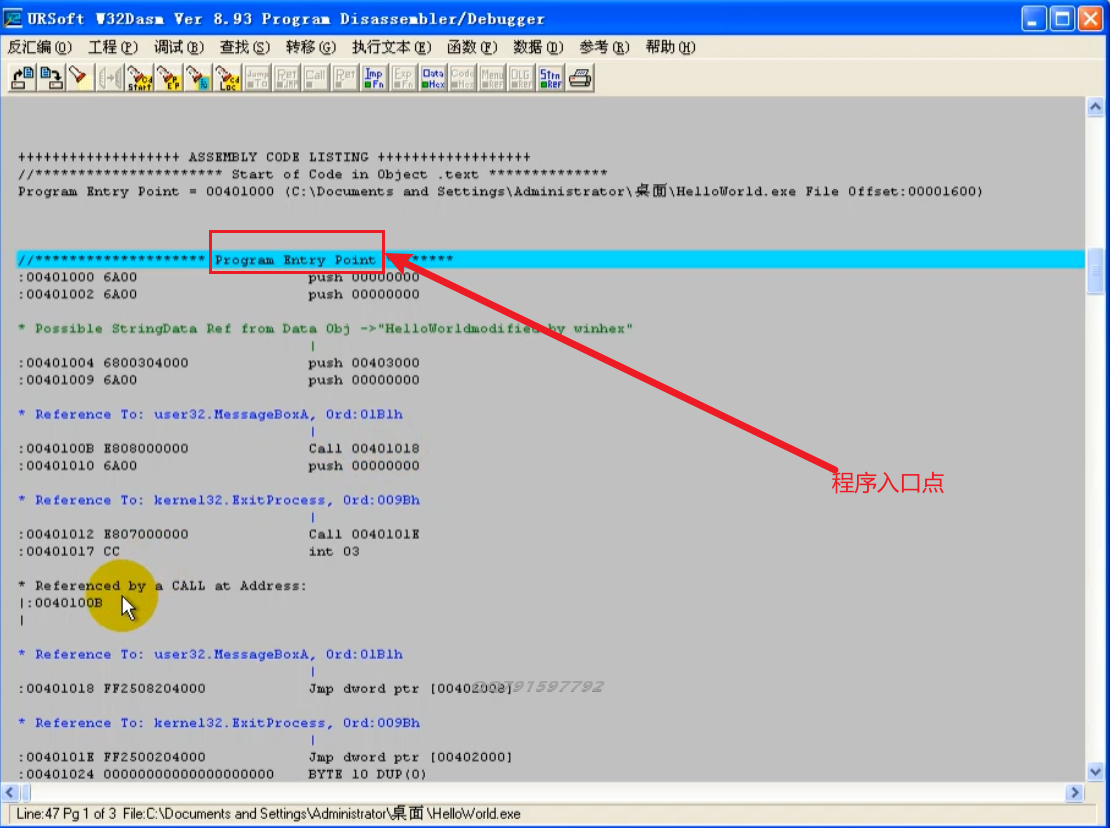 URSoft W32Dasm Ver 8.93 Program Disassembler/Debugger
反汇编(D) 工程(P) 调试(B) 查找(S) 转移(G) 执行文本(E) 函数(F) 数据(D) 参考(R) 帮助(H)
Cd Start EP Cd Loc Jump To Ret JMP Call Ret Imp Fn Exp Fn Data Hex Code Hex Menu Ref DLG Ref Strn Ref
+++++++++++++++++++ ASSEMBLY CODE LISTING ++++++++++++++++++
//********************** Start of Code in Object .text **************
Program Entry Point = 00401000 (C:\Documents and Settings\Administrator\桌面\HelloWorld.exe File Offset:00001600)
//******************** Program Entry Point ********
:00401000 6A00 push 00000000
:00401002 6A00 push 00000000
* Possible StringData Ref from Data Obj ->"HelloWorldmodified by winhex"
|
:00401004 6800304000 push 00403000
:00401009 6A00 push 00000000
* Reference To: user32.MessageBoxA, Ord:01B1h
|
:0040100B E808000000 Call 00401018
:00401010 6A00 push 00000000
程序入口点
* Reference To: kernel32.ExitProcess, Ord:009Bh
|
:00401012 E807000000 Call 0040101E
:00401017 CC int 03
* Referenced by a CALL at Address:
|:0040100B
|
* Reference To: user32.MessageBoxA, Ord:01B1h
|
:00401018 FF2508204000 Jmp dword ptr [00402008]
* Reference To: kernel32.ExitProcess, Ord:009Bh
|
:0040101E FF2500204000 Jmp dword ptr [00402000]
:00401024 00000000000000000000 BYTE 10 DUP(0)
Line:47 Pg 1 of 3 File:C:\Documents and Settings\Administrator\桌面\HelloWorld.exe